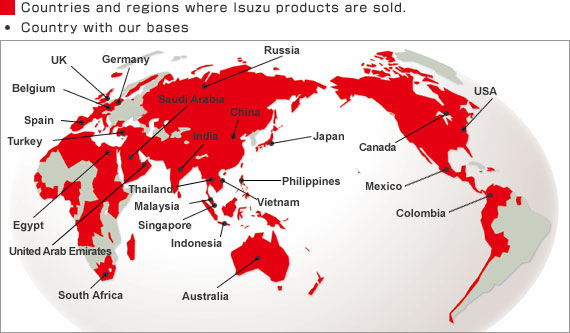 Countries and regions where Isuzu products are sold.
• Country with our bases
Russia
UK
Germany
Belgium
USA
Saudi Arabia
Spain
China
Turkey
India
Japan
Canada
Thailand
Philippines
Mexico
Malaysia
Vietnam
Colombia
Egypt
Singapore
Indonesia
United Arab Emirates
South Africa
Australia